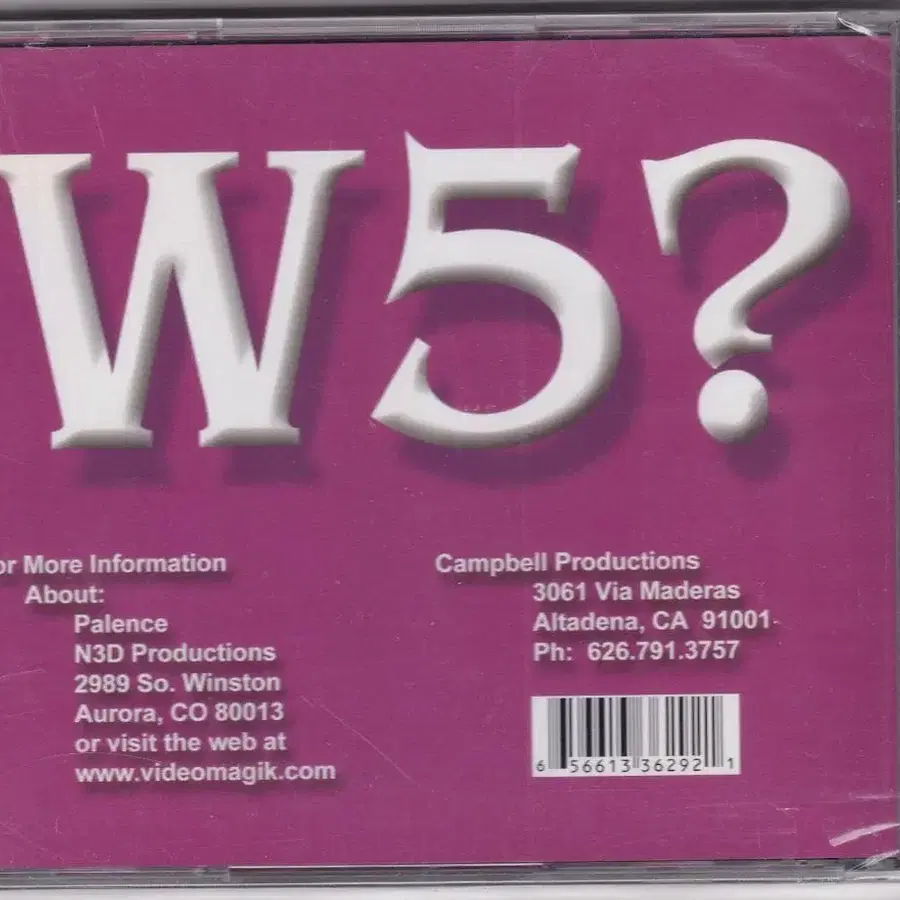 W5?
or More Information
About:
Palence
N3D Productions
2989 So. Winston
Aurora, CO 80013
or visit the web at
www.videomagik.com
Campbell Productions
3061 Via Maderas
Altadena, CA 91001
Ph: 626.791.3757
6 56613 36292 1